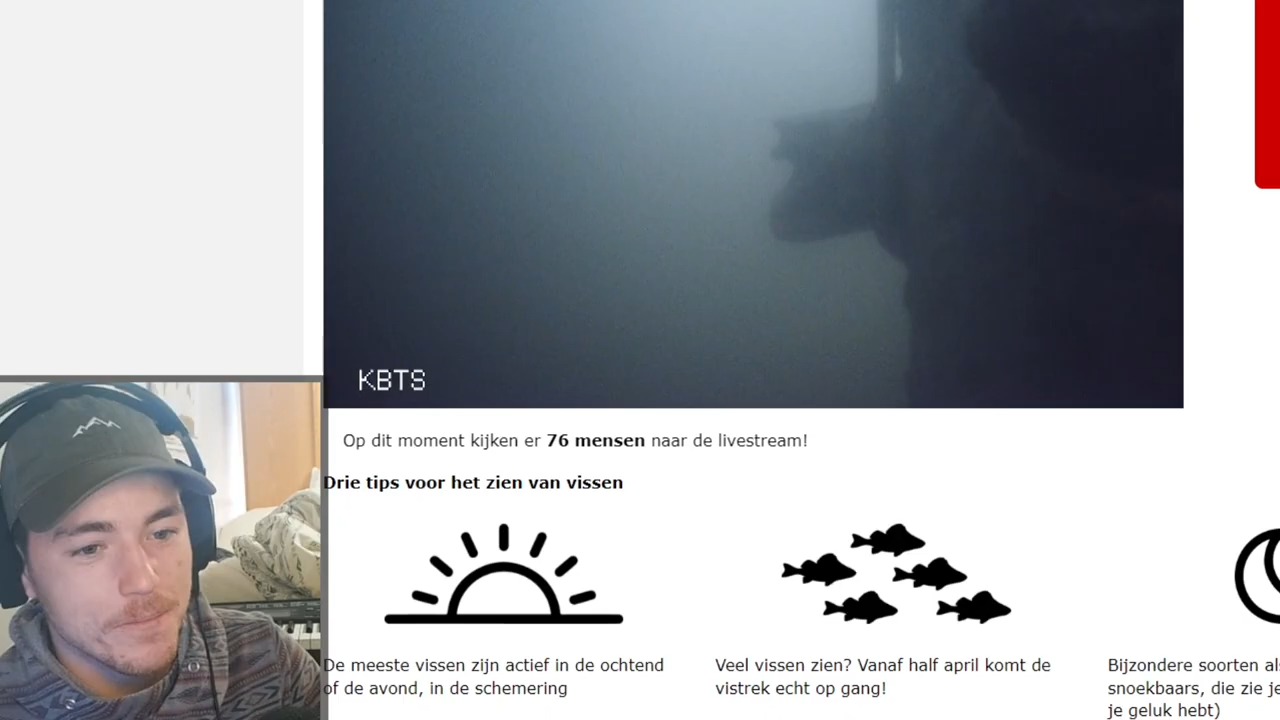 KBTS
Op dit moment kijken er 76 mensen naar de livestream!
Drie tips voor het zien van vissen
De meeste vissen zijn actief in de ochtend
of de avond, in de schemering
Veel vissen zien? Vanaf half april komt de
vistrek echt op gang!
Bijzondere soorten al
snoekbaars, die zie je
je geluk hebt)